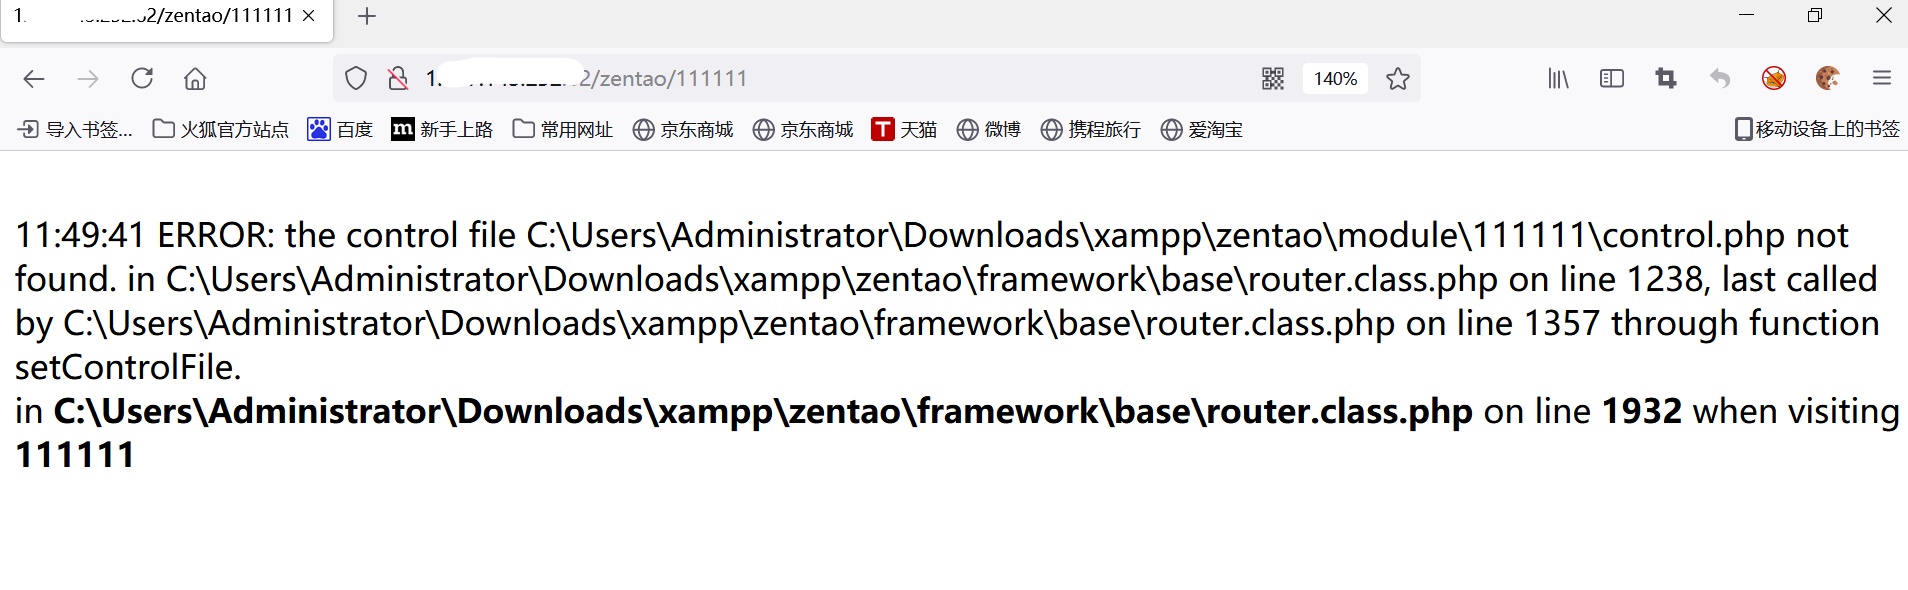 /zentao/111111
2/zentao/111111
140%
导入书签...
火狐官方站点
百度
新手上路
常用网址
京东商城
京东商城
T 天猫
微博
携程旅行
爱淘宝
移动设备上的书签
11:49:41 ERROR: the control file C:\Users\Administrator\Downloads\xampp\zentao\module\111111\control.php not
found. in C:\Users\Administrator\Downloads\xampp\zentao\framework\base\router.class.php on line 1238, last called
by C:\Users\Administrator\Downloads\xampp\zentao\framework\base\router.class.php on line 1357 through function
setControlFile.
in C:\Users\Administrator\Downloads\xampp\zentao\framework\base\router.class.php on line 1932 when visiting
111111